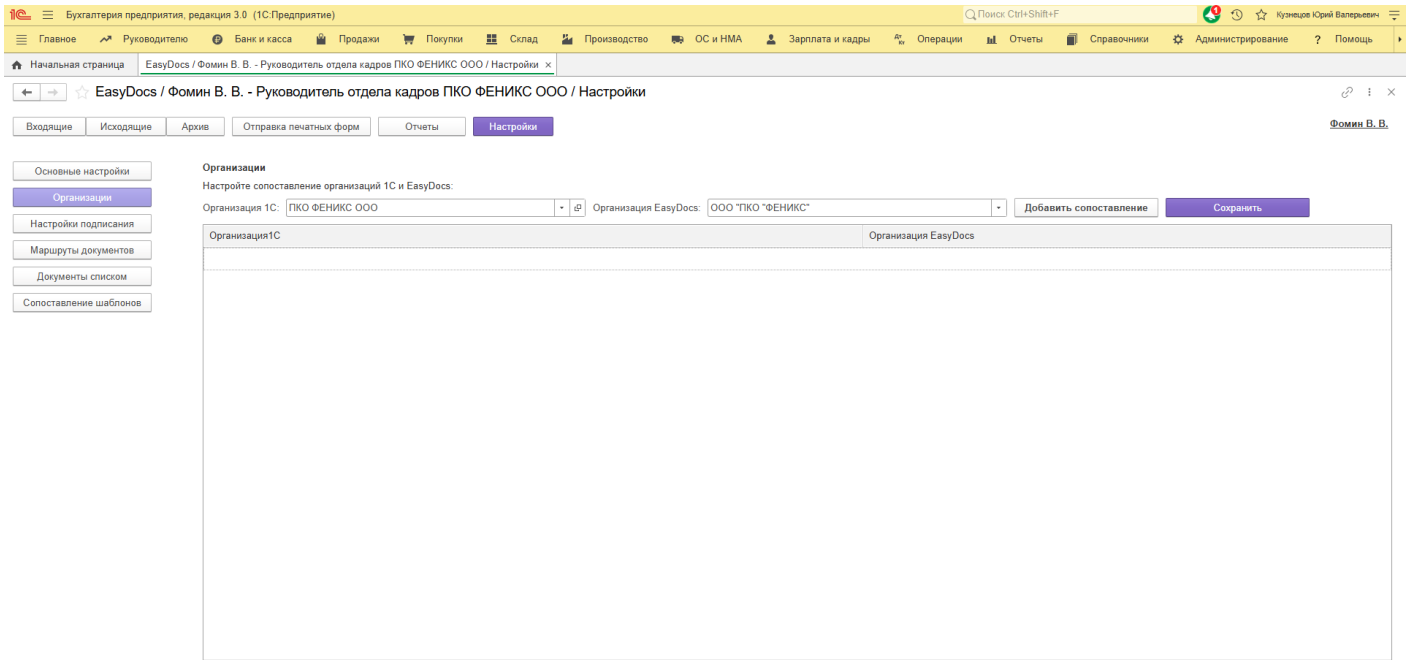 1С Бухгалтерия предприятия, редакция 3.0 (1С:Предприятие) Поиск Ctrl+Shift+F 9 Кузнецов Юрий Валерьевич
Главное Руководителю Банк и касса Продажи Покупки Склад Производство ОС и НМА Зарплата и кадры Дт Кт Операции Отчеты Справочники Администрирование ? Помощь
Начальная страница EasyDocs / Фомин В. В. - Руководитель отдела кадров ПКО ФЕНИКС ООО / Настройки ×
EasyDocs / Фомин В. В. - Руководитель отдела кадров ПКО ФЕНИКС ООО / Настройки
Входящие Исходящие Архив Отправка печатных форм Отчеты Настройки Фомин В. В.
Основные настройки
Организации
Настройки подписания
Маршруты документов
Документы списком
Сопоставление шаблонов
Организации
Настройте сопоставление организаций 1С и EasyDocs:
Организация 1С: ПКО ФЕНИКС ООО Организация EasyDocs: ООО "ПКО "ФЕНИКС" Добавить сопоставление Сохранить
Организация1С Организация EasyDocs